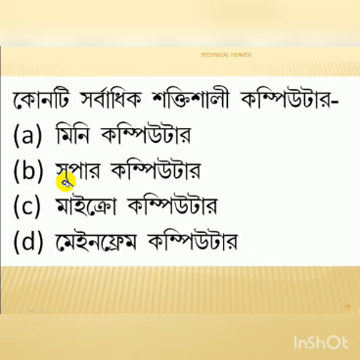 TECHNICAL HEAVEN
কোনটি সর্বাধিক শক্তিশালী কম্পিউটার-
(a) মিনি কম্পিউটার
(b) সুপার কম্পিউটার
(c) মাইক্রো কম্পিউটার
(d) মেইনফ্রেম কম্পিউটার
InShOt